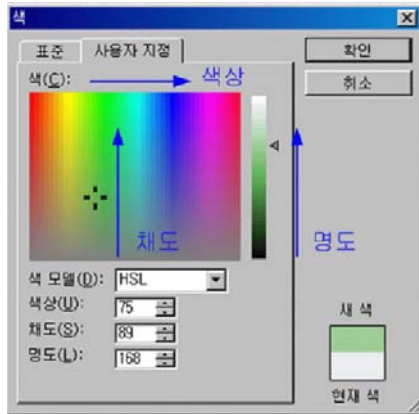 색
표준 사용자 지정
확인
취소
색(C): 색상
채도
명도
색 모델(D): HSL
색상(U): 75
채도(S): 89
명도(L): 168
새 색
현재 색